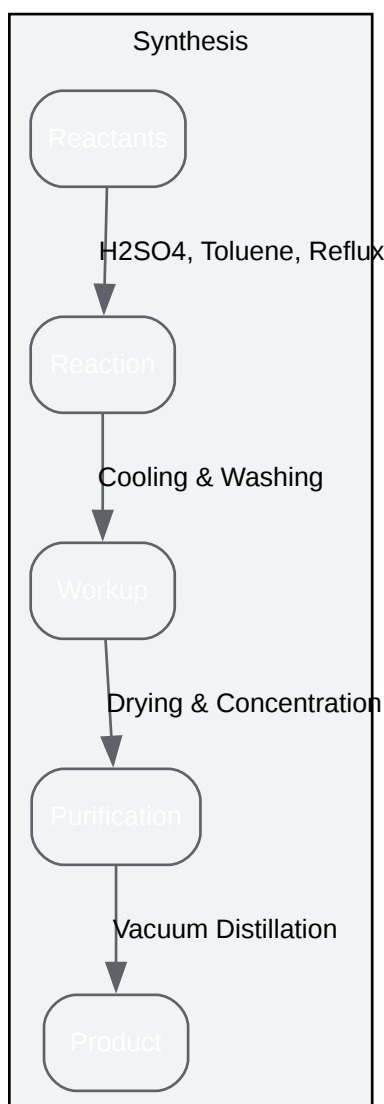 Synthesis
Reactants
H2SO4, Toluene, Reflux
Reaction
Cooling & Washing
Workup
Drying & Concentration
Purification
Vacuum Distillation
Product